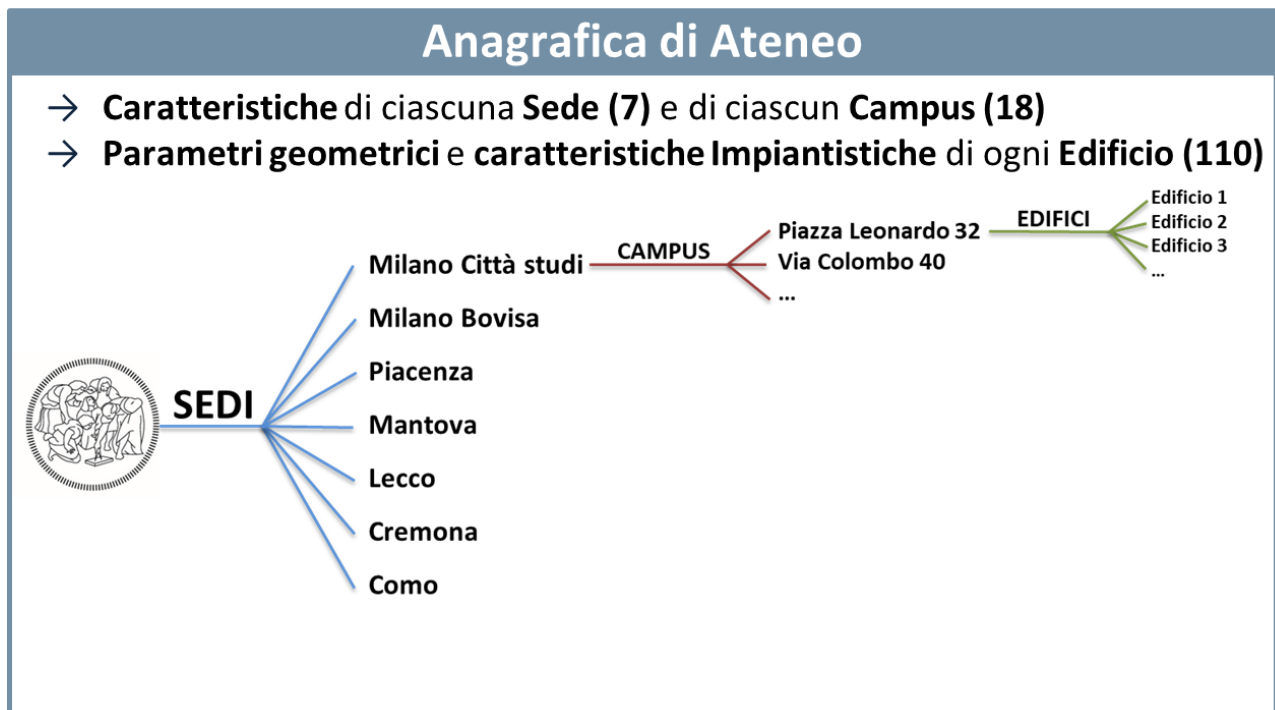 Anagrafica di Ateneo
→ Caratteristiche di ciascuna Sede (7) e di ciascun Campus (18)
→ Parametri geometrici e caratteristiche Impiantistiche di ogni Edificio (110)
SEDI
Milano Città studi
Milano Bovisa
Piacenza
Mantova
Lecco
Cremona
Como
CAMPUS
Piazza Leonardo 32
Via Colombo 40
...
EDIFICI
Edificio 1
Edificio 2
Edificio 3
...